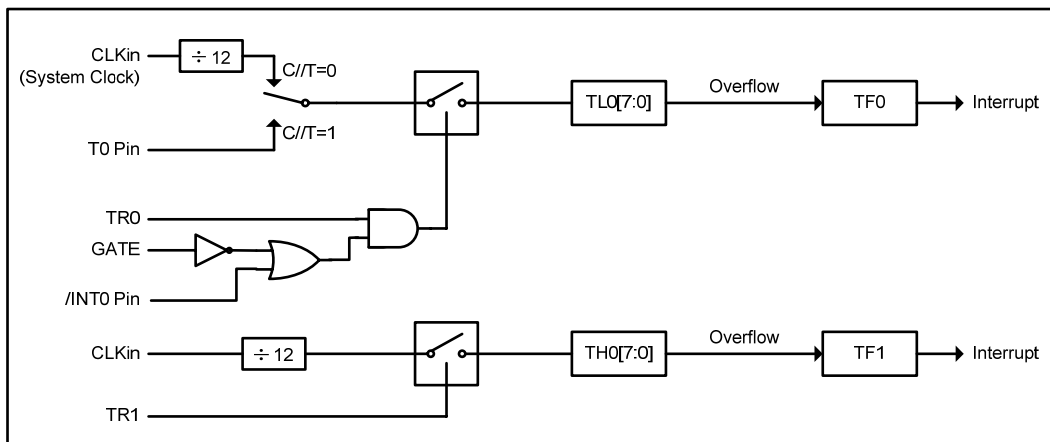 CLKin
(System Clock)
÷ 12
C//T=0
C//T=1
T0 Pin
TL0[7:0]
Overflow
TF0
Interrupt
TR0
GATE
/INT0 Pin
CLKin
÷ 12
TH0[7:0]
Overflow
TF1
Interrupt
TR1